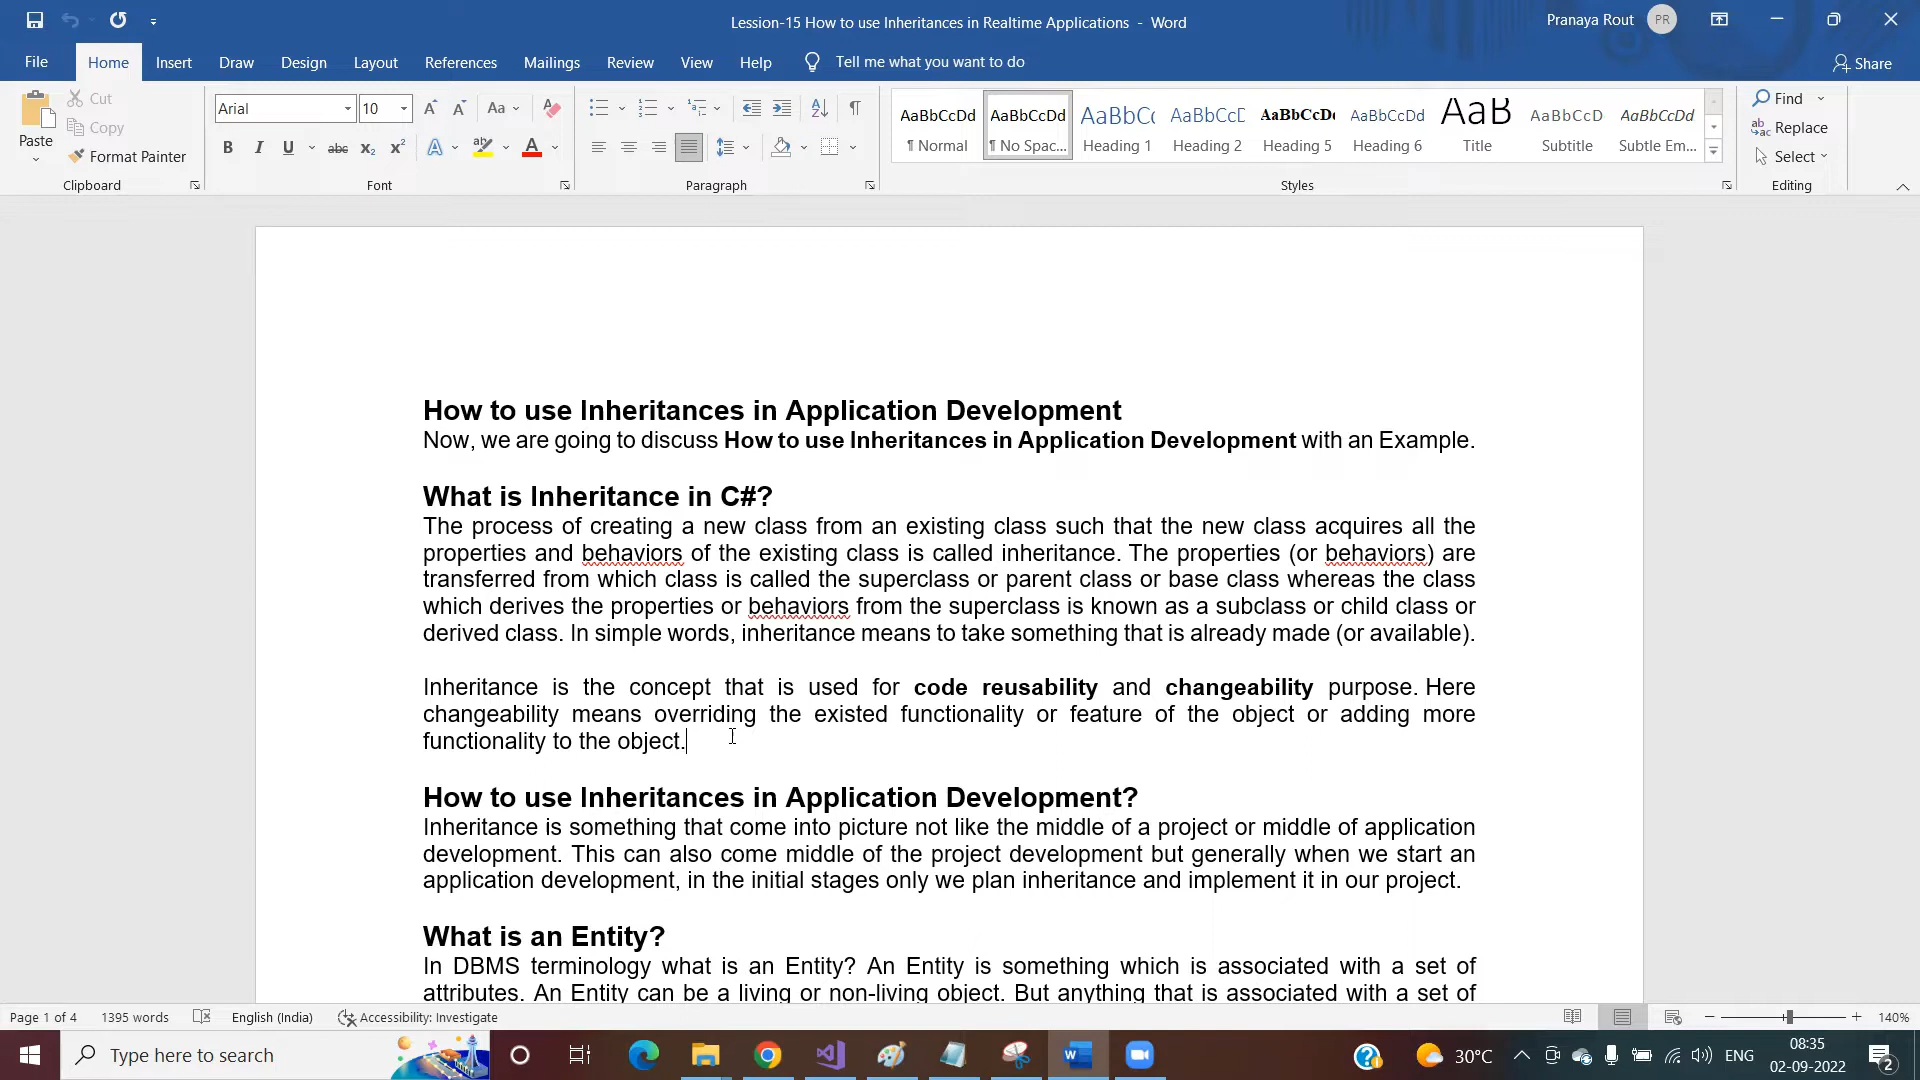 Lession-15 How to use Inheritances in Realtime Applications - Word
Pranaya Rout
PR
File
Home
Insert
Draw
Design
Layout
References
Mailings
Review
View
Help
Tell me what you want to do
Share
Paste
Cut
Copy
Format Painter
Clipboard
Arial
10
Aa
B I U abc x₂ x² A A
Font
Paragraph
AaBbCcDd
¶ Normal
AaBbCcDd
¶ No Spac...
AaBbCc
Heading 1
AaBbCcD
Heading 2
AaBbCcDd
Heading 5
AaBbCcDd
Heading 6
AaB
Title
AaBbCcD
Subtitle
AaBbCcDd
Subtle Em...
Styles
Find
Replace
Select
Editing
How to use Inheritances in Application Development
Now, we are going to discuss How to use Inheritances in Application Development with an Example.
What is Inheritance in C#?
The process of creating a new class from an existing class such that the new class acquires all the
properties and behaviors of the existing class is called inheritance. The properties (or behaviors) are
transferred from which class is called the superclass or parent class or base class whereas the class
which derives the properties or behaviors from the superclass is known as a subclass or child class or
derived class. In simple words, inheritance means to take something that is already made (or available).
Inheritance is the concept that is used for code reusability and changeability purpose. Here
changeability means overriding the existed functionality or feature of the object or adding more
functionality to the object.
How to use Inheritances in Application Development?
Inheritance is something that come into picture not like the middle of a project or middle of application
development. This can also come middle of the project development but generally when we start an
application development, in the initial stages only we plan inheritance and implement it in our project.
What is an Entity?
In DBMS terminology what is an Entity? An Entity is something which is associated with a set of
attributes. An Entity can be a living or non-living object. But anything that is associated with a set of
Page 1 of 4
1395 words
English (India)
Accessibility: Investigate
140%
Type here to search
30°C
ENG
08:35
02-09-2022
2